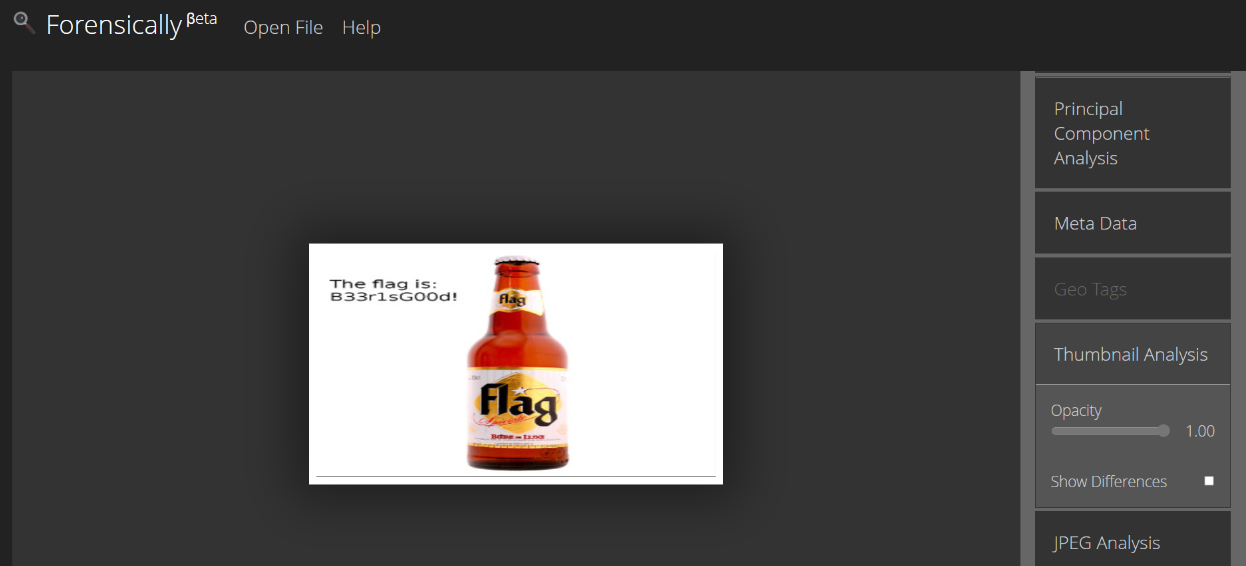 Forensically βeta
Open File
Help
Principal
Component
Analysis
Meta Data
Geo Tags
Thumbnail Analysis
Opacity
1.00
Show Differences
JPEG Analysis
The flag is:
B33r1sG00d!
flag
flag